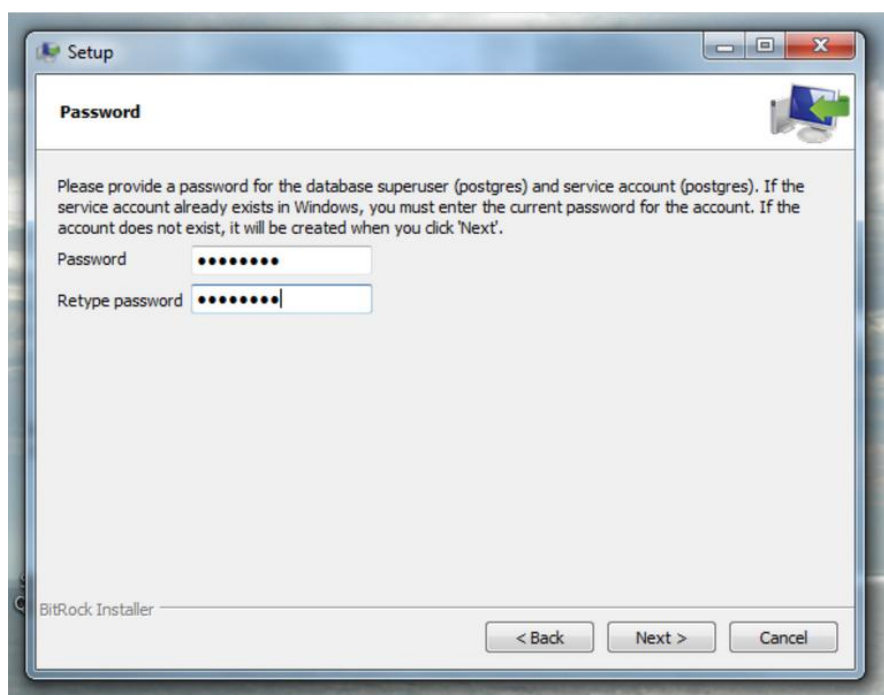 Setup
Password
Please provide a password for the database superuser (postgres) and service account (postgres). If the
service account already exists in Windows, you must enter the current password for the account. If the
account does not exist, it will be created when you click 'Next'.
Password ••••••••
Retype password ••••••••
BitRock Installer
< Back Next > Cancel